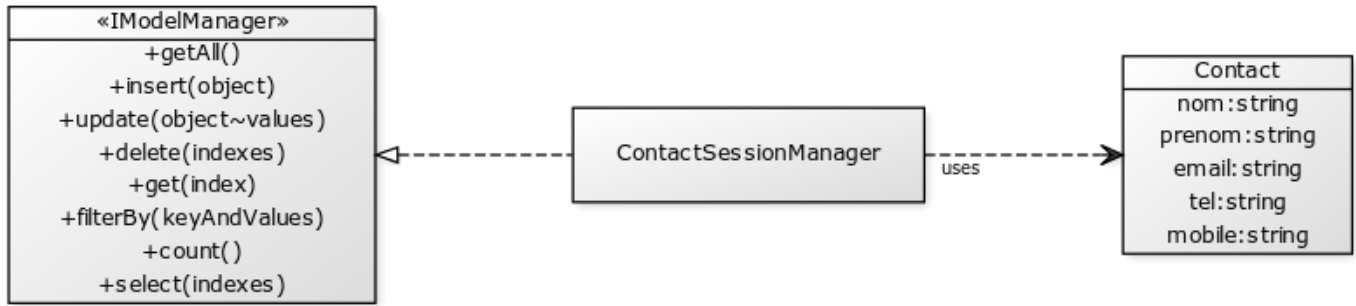 «IModelManager»
+getAll()
+insert(object)
+update(object~values)
+delete(indexes)
+get(index)
+filterBy(keyAndValues)
+count()
+select(indexes)
ContactSessionManager
uses
Contact
nom:string
prenom:string
email:string
tel:string
mobile:string